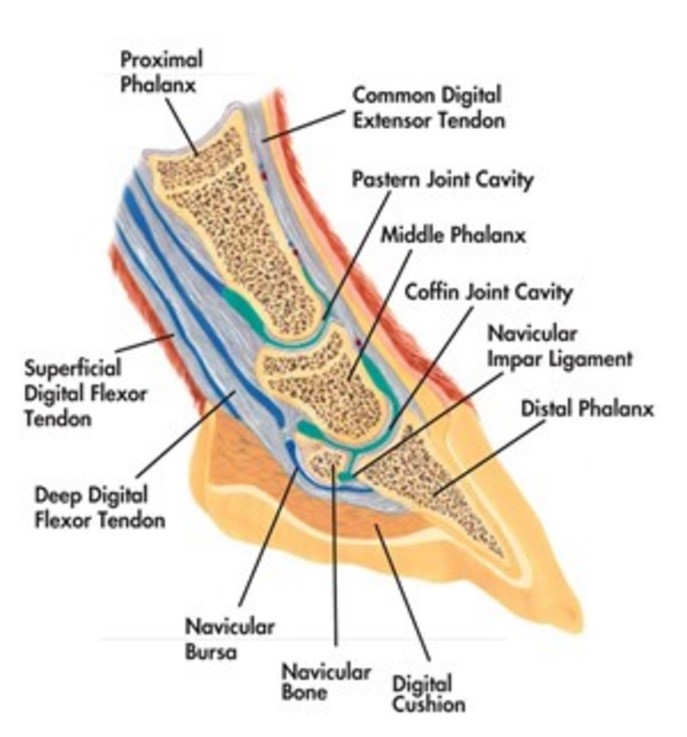 Proximal
Phalanx
Common Digital
Extensor Tendon
Pastern Joint Cavity
Middle Phalanx
Coffin Joint Cavity
Navicular
Impar Ligament
Distal Phalanx
Superficial
Digital Flexor
Tendon
Deep Digital
Flexor Tendon
Navicular
Bursa
Navicular
Bone
Digital
Cushion